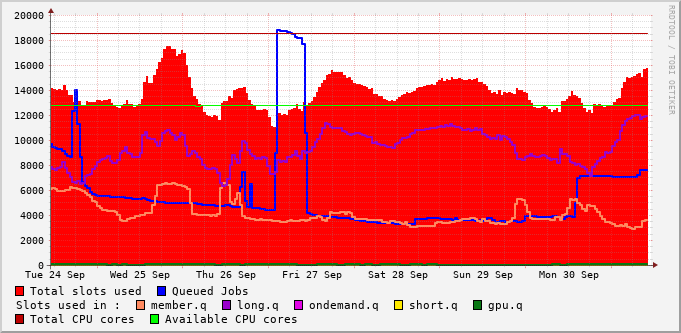 20000
18000
16000
14000
12000
10000
8000
6000
4000
2000
0
Tue 24 Sep Wed 25 Sep Thu 26 Sep Fri 27 Sep Sat 28 Sep Sun 29 Sep Mon 30 Sep
RRDTOOL / TOBI OETIKER
Total slots used Queued Jobs
Slots used in : member.q long.q ondemand.q short.q gpu.q
Total CPU cores Available CPU cores